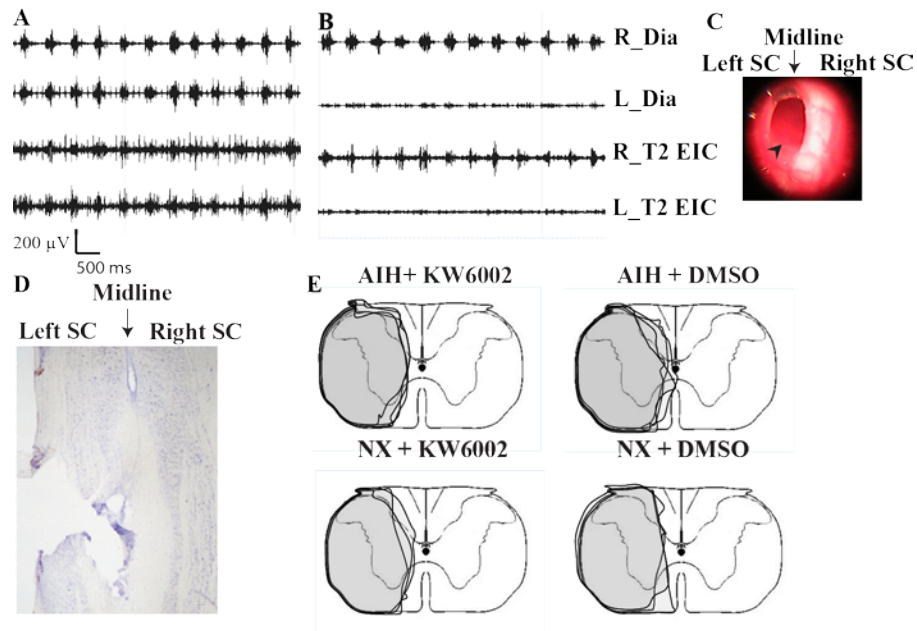 A
B
C
R_Dia
Midline
Left SC
Right SC
L_Dia
R_T2 EIC
L_T2 EIC
200 µV
500 ms
D
Midline
Left SC
Right SC
E
AIH+ KW6002
AIH + DMSO
NX + KW6002
NX + DMSO